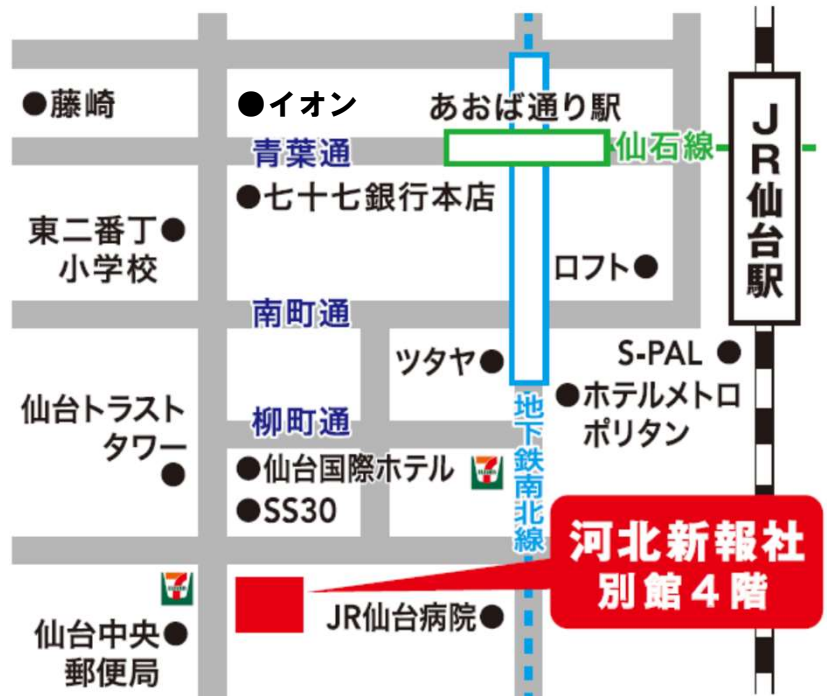 ●藤崎
●イオン
あおば通り駅
青葉通
仙石線
JR仙台駅
●七十七銀行本店
東二番丁●
小学校
ロフト●
南町通
ツタヤ●
S-PAL ●
●ホテルメトロ
ポリタン
仙台トラスト
タワー
●
柳町通
地下鉄南北線
●仙台国際ホテル
●SS30
河北新報社
別館4階
JR仙台病院●
仙台中央●
郵便局